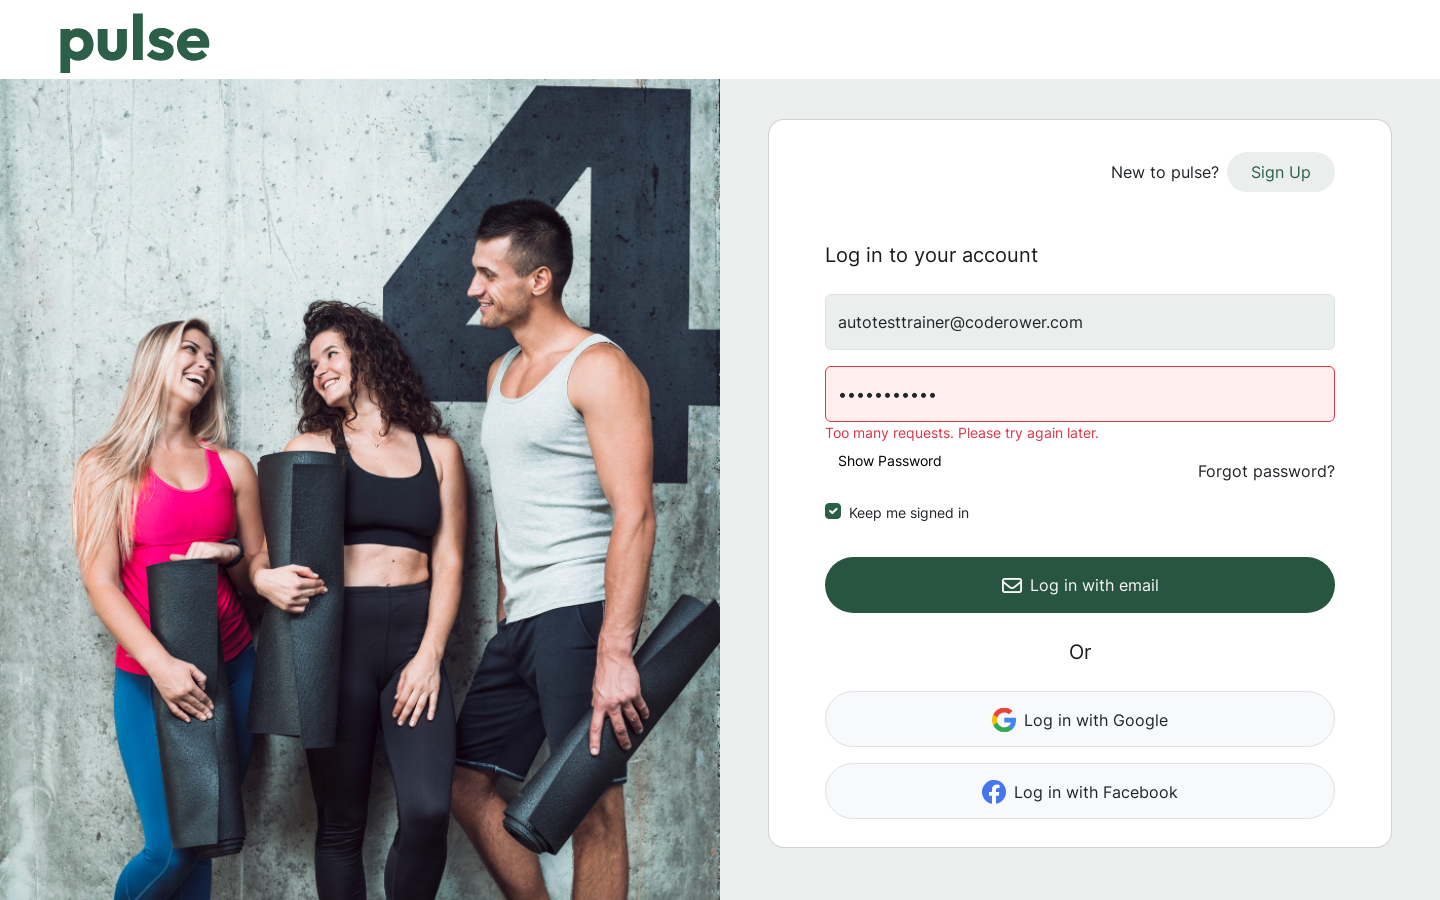 pulse
New to pulse? Sign Up
4
Log in to your account
autotesttrainer@coderower.com
•••••••••••
Too many requests. Please try again later.
Show Password
Forgot password?
Keep me signed in
Log in with email
Or
Log in with Google
Log in with Facebook